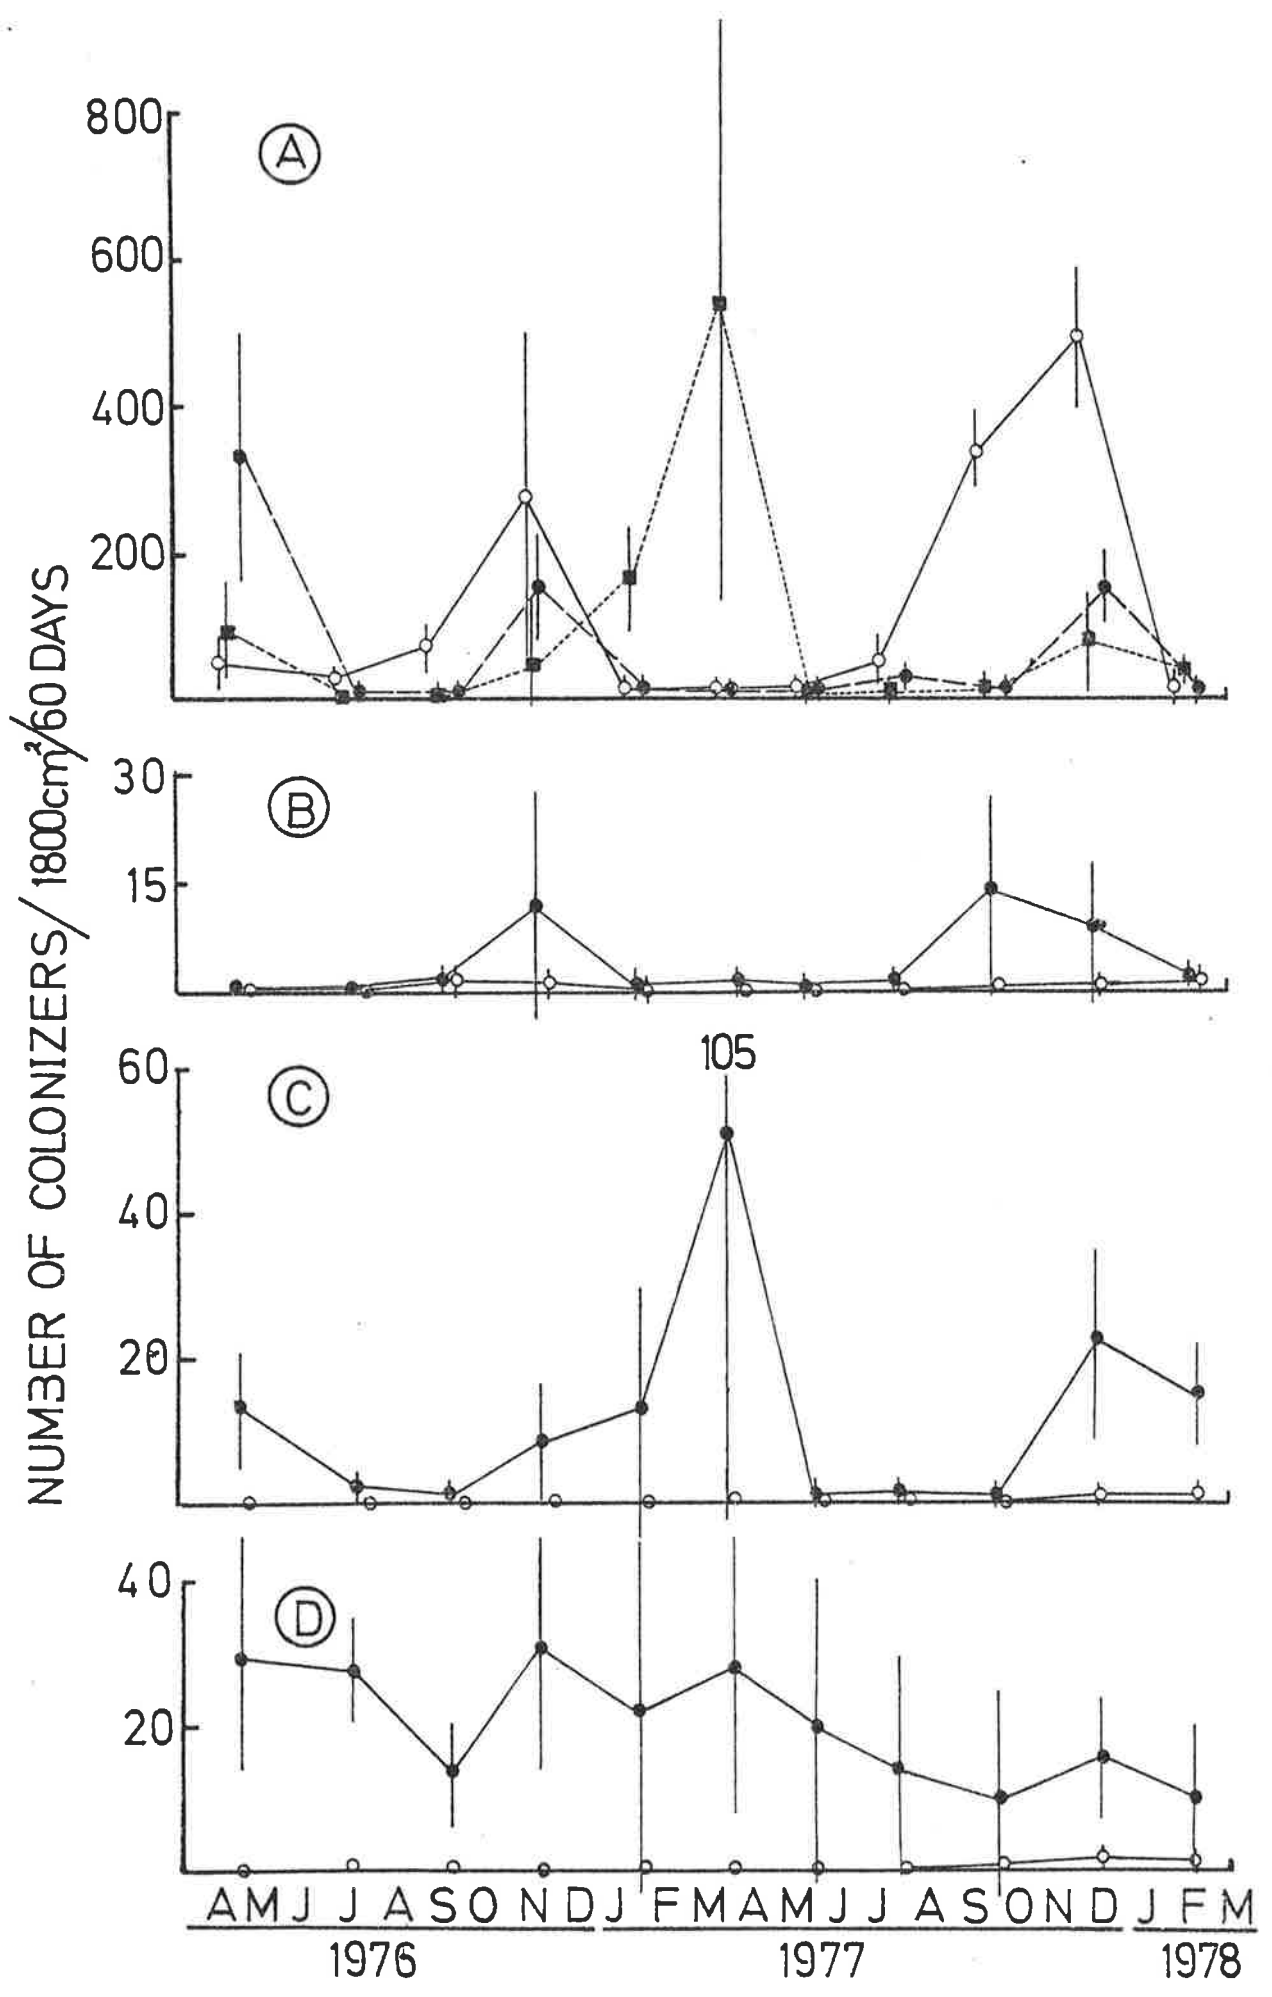 NUMBER OF COLONIZERS/1800cm²/60 DAYS
800
A
600
400
200
30
B
15
105
60
C
40
20
40
D
20
A M J J A S O N D J F M A M J J A S O N D J F M
1976 1977 1978